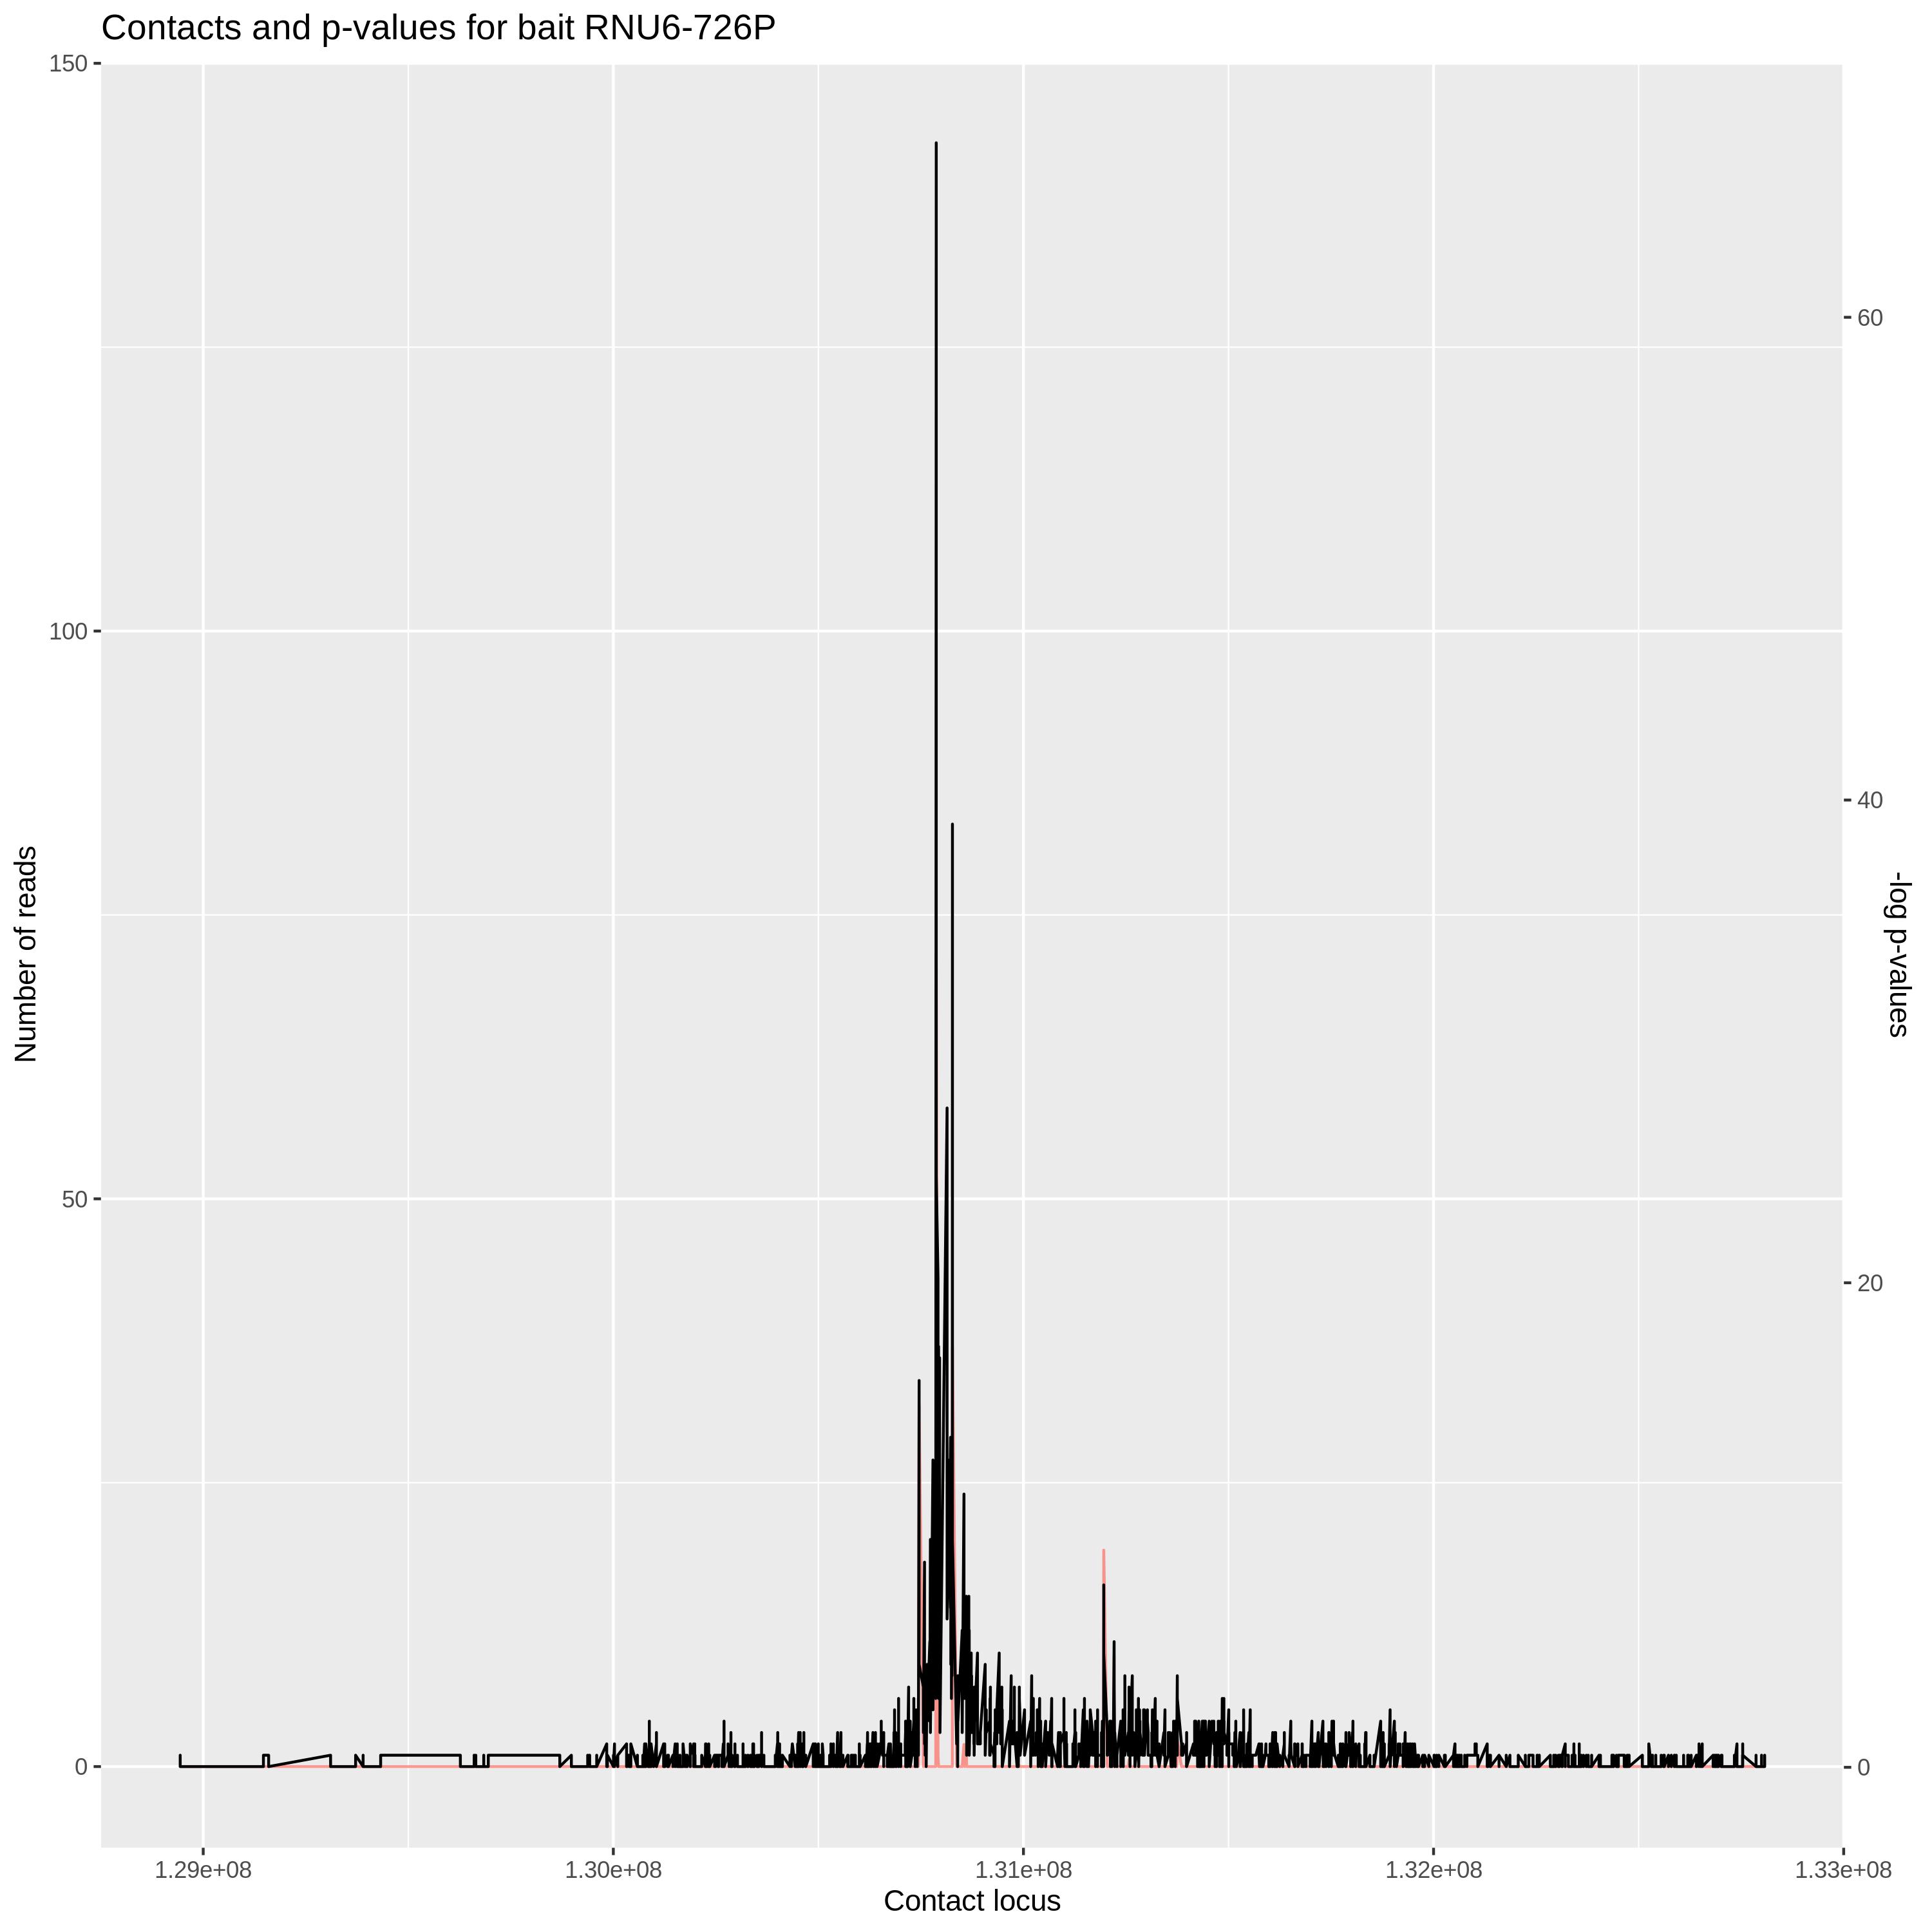 Contacts and p-values for bait RNU6-726P
150
100
50
0
Number of reads
60
40
20
0
-log p-values
1.29e+08
1.30e+08
1.31e+08
1.32e+08
1.33e+08
Contact locus